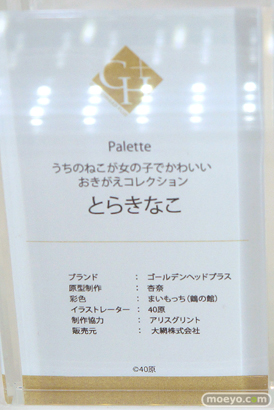 GH+
Palette
うちのねこが女の子でかわいい
おきがえコレクション
とらきなこ
ブランド : ゴールデンヘッドプラス
原型制作 : 杏奈
彩色 : まいもっち(鶴の館)
イラストレーター : 40原
制作協力 : アリスグリント
販売元 : 大網株式会社
©40原
moeyo.com